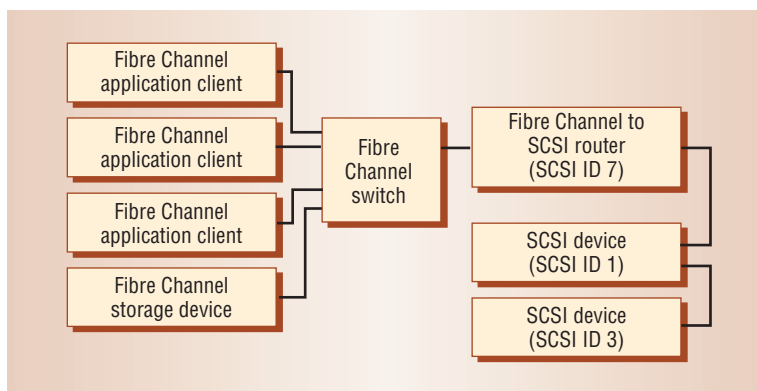 Fibre Channel
application client
Fibre Channel
application client
Fibre Channel
application client
Fibre Channel
storage device
Fibre
Channel
switch
Fibre Channel to
SCSI router
(SCSI ID 7)
SCSI device
(SCSI ID 1)
SCSI device
(SCSI ID 3)